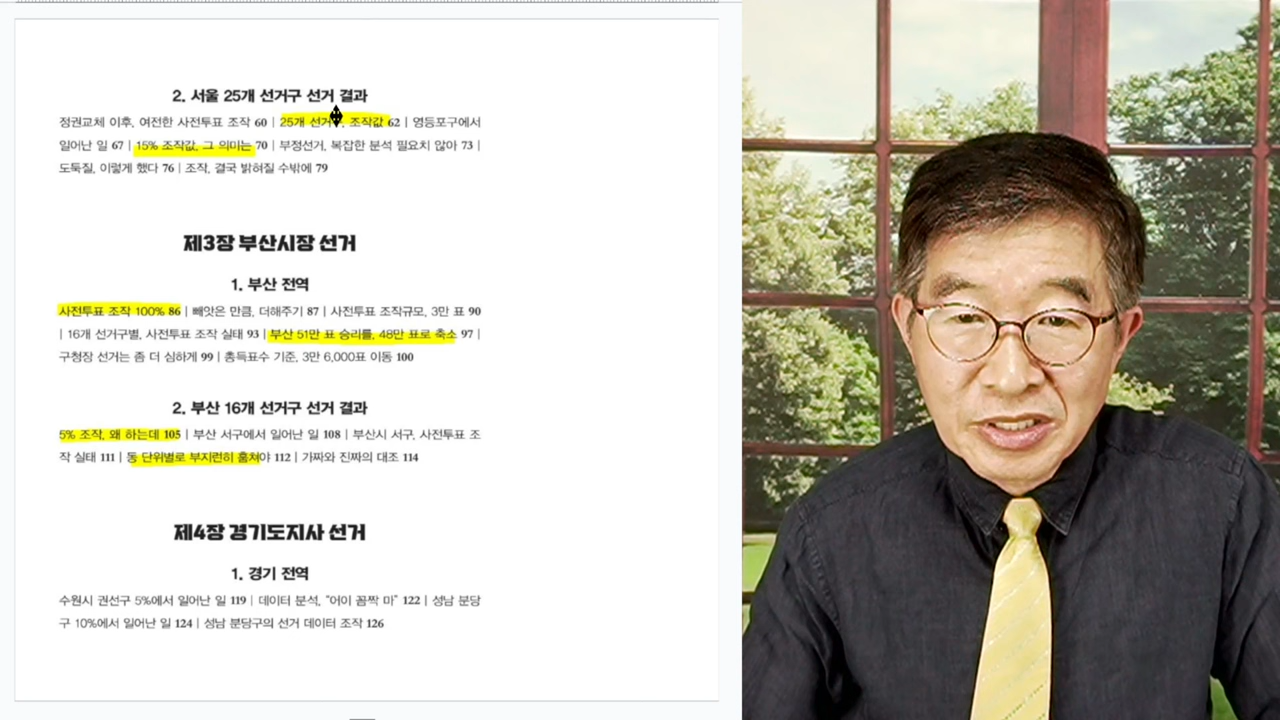 2. 서울 25개 선거구 선거 결과
정권교체 이후, 여전한 사전투표 조작 60 | 25개 선거 조작값 62 | 영등포구에서
일어난 일 67 | 15% 조작값, 그 의미는 70 | 부정선거, 복잡한 분석 필요치 않아 73 |
도둑질, 이렇게 했다 76 | 조작, 결국 밝혀질 수밖에 79
제3장 부산시장 선거
1. 부산 전역
사전투표 조작 100% 86 | 빼앗은 만큼, 더해주기 87 | 사전투표 조작규모, 3만 표 90
| 16개 선거구별, 사전투표 조작 실태 93 | 부산 51만 표 승리를, 48만 표로 축소 97 |
구청장 선거는 좀 더 심하게 99 | 총득표수 기준, 3만 6,000표 이동 100
2. 부산 16개 선거구 선거 결과
5% 조작, 왜 하는데 105 | 부산 서구에서 일어난 일 108 | 부산시 서구, 사전투표 조
작 실태 111 | 동 단위별로 부지런히 훔쳐야 112 | 가짜와 진짜의 대조 114
제4장 경기도지사 선거
1. 경기 전역
수원시 권선구 5%에서 일어난 일 119 | 데이터 분석, "어이 꼼짝 마" 122 | 성남 분당
구 10%에서 일어난 일 124 | 성남 분당구의 선거 데이터 조작 126